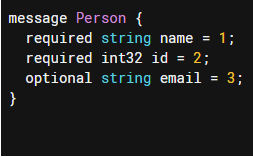 message Person {
  required string name = 1;
  required int32 id = 2;
  optional string email = 3;
}